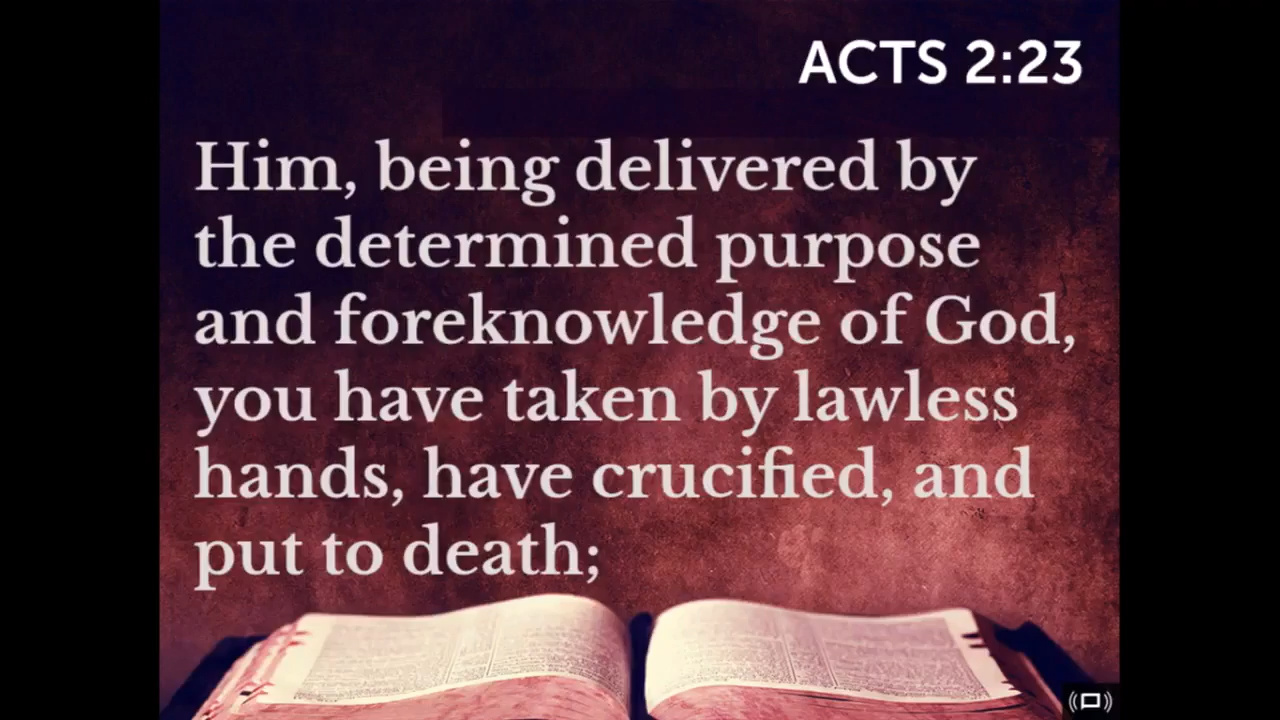 ACTS 2:23
Him, being delivered by
the determined purpose
and foreknowledge of God,
you have taken by lawless
hands, have crucified, and
put to death;